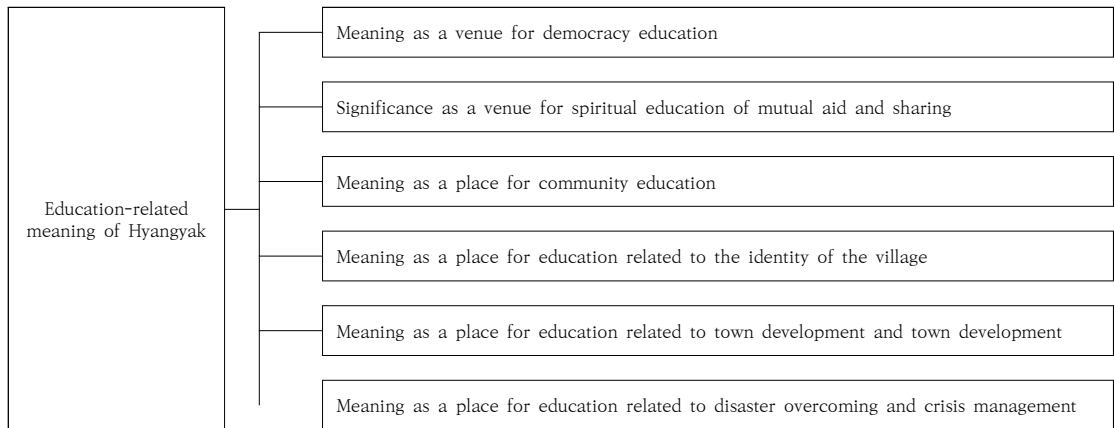 Education-related
meaning of Hyangyak
Meaning as a venue for democracy education
Significance as a venue for spiritual education of mutual aid and sharing
Meaning as a place for community education
Meaning as a place for education related to the identity of the village
Meaning as a place for education related to town development and town development
Meaning as a place for education related to disaster overcoming and crisis management